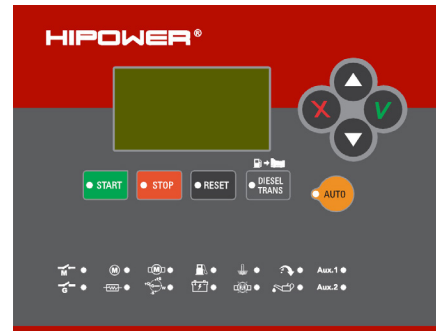 HIPOWER®
X
V
START
STOP
RESET
DIESEL
TRANS
AUTO
M
M
M
Aux.1
G
M
Aux.2